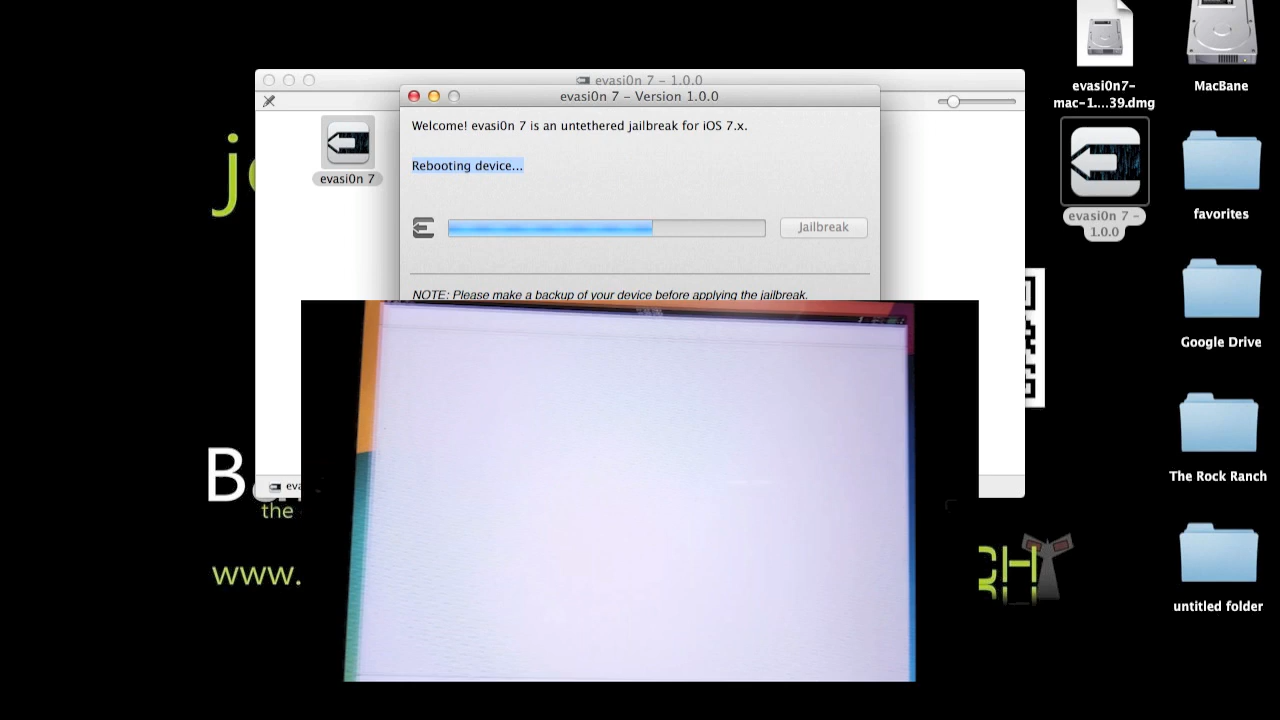 evasi0n 7 - 1.0.0
evasi0n 7 – Version 1.0.0
Welcome! evasi0n 7 is an untethered jailbreak for iOS 7.x.
Rebooting device...
Jailbreak
NOTE: Please make a backup of your device before applying the jailbreak.
evasi0n 7
the
www.
evasi0n7-
mac-1....39.dmg
evasi0n 7 –
1.0.0
MacBane
favorites
Google Drive
The Rock Ranch
untitled folder